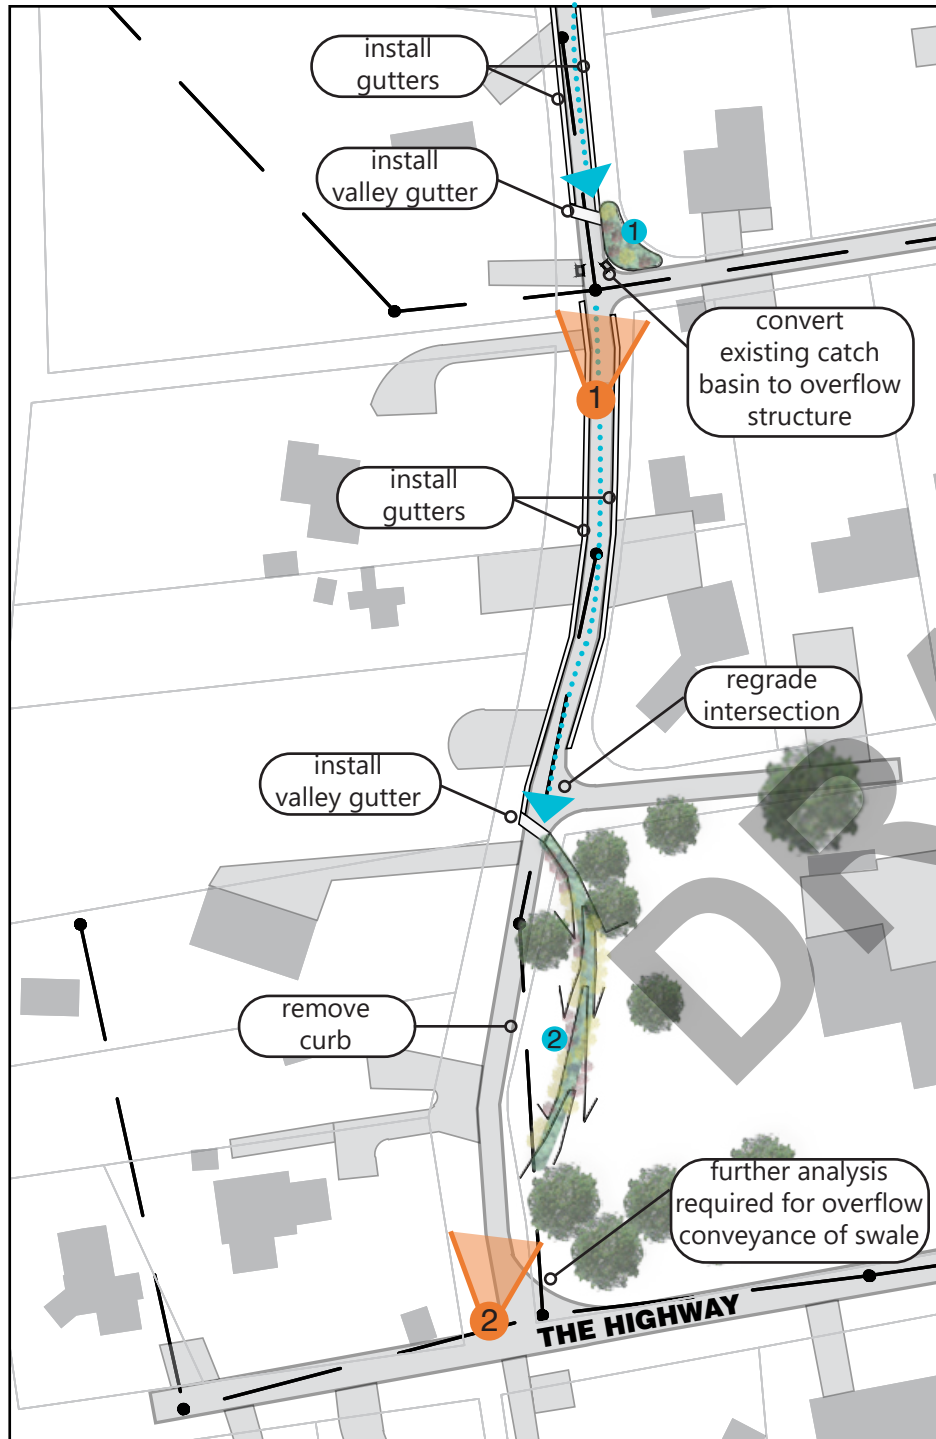 install
gutters
install
valley gutter
1
convert
existing catch
basin to overflow
structure
1
install
gutters
regrade
intersection
install
valley gutter
DR
remove
curb
2
further analysis
required for overflow
conveyance of swale
2
THE HIGHWAY